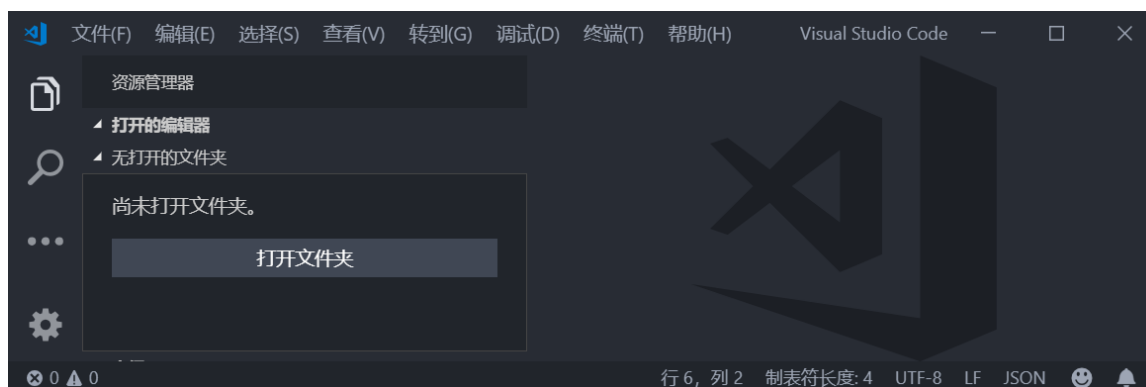 文件(F) 编辑(E) 选择(S) 查看(V) 转到(G) 调试(D) 终端(T) 帮助(H) Visual Studio Code
资源管理器
打开的编辑器
无打开的文件夹
尚未打开文件夹。
打开文件夹
0 0 行 6，列 2 制表符长度: 4 UTF-8 LF JSON